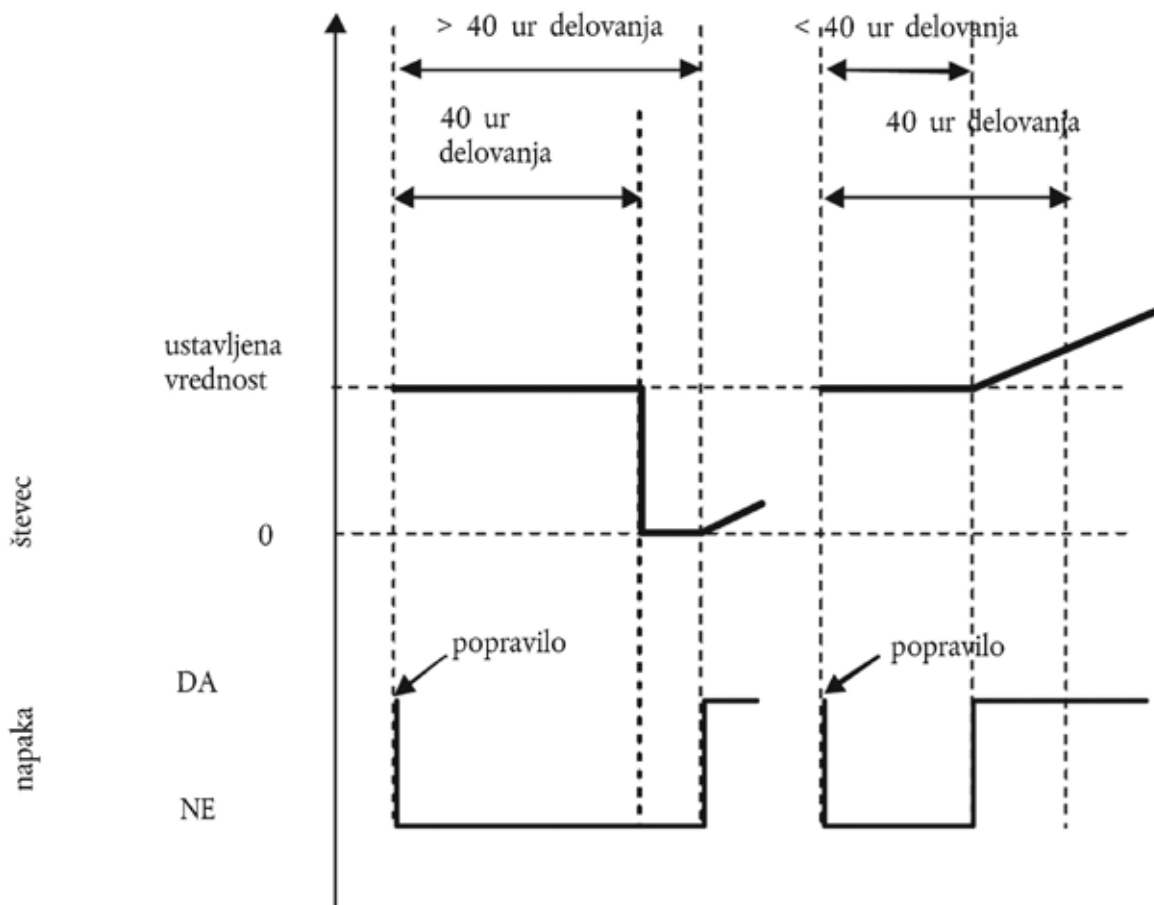 > 40 ur delovanja
< 40 ur delovanja
40 ur
delovanja
40 ur delovanja
ustavljena
vrednost
števec
0
popravilo
popravilo
DA
napaka
NE